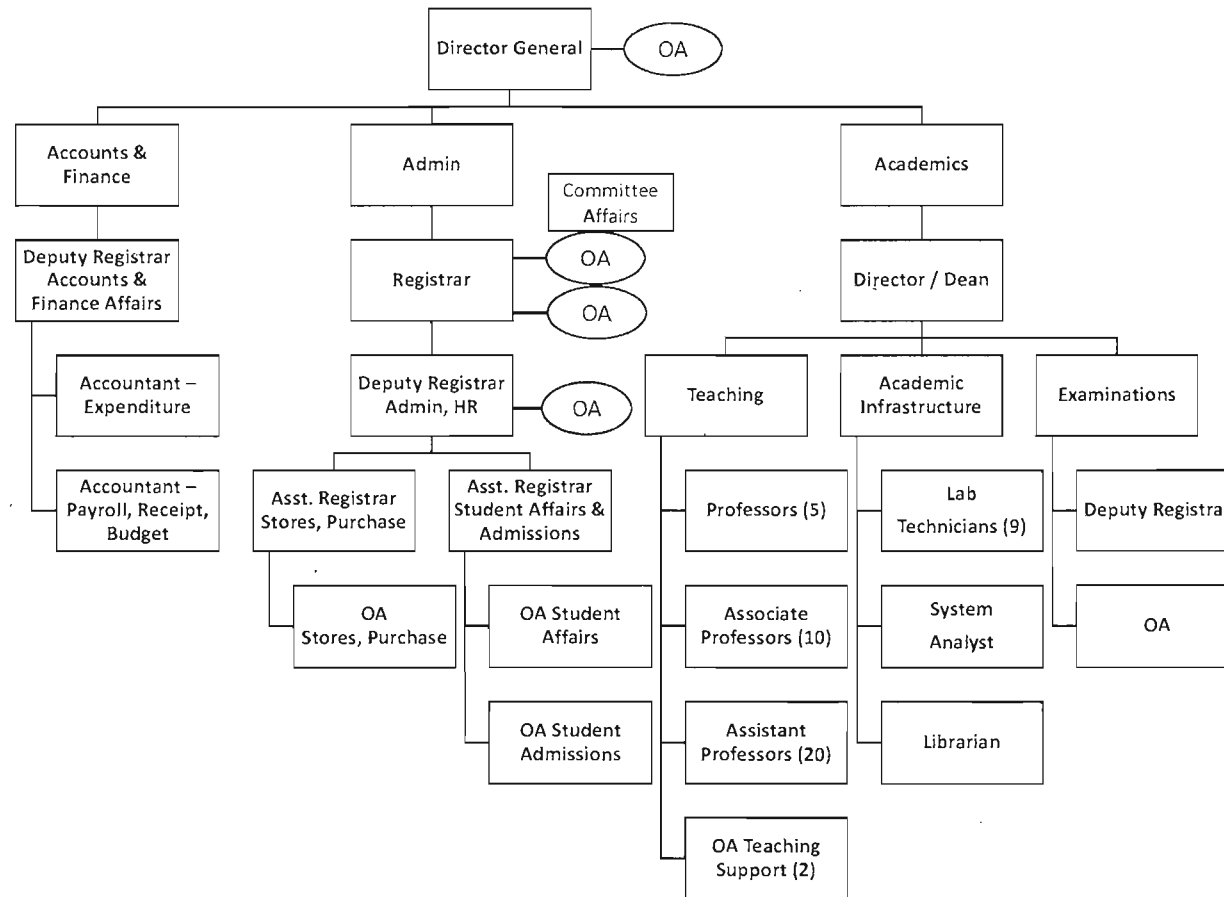 Director General
OA
Accounts &
Finance
Admin
Academics
Committee
Affairs
Deputy Registrar
Accounts &
Finance Affairs
Registrar
OA
OA
Director / Dean
Accountant –
Expenditure
Deputy Registrar
Admin, HR
OA
Teaching
Academic
Infrastructure
Examinations
Accountant –
Payroll, Receipt,
Budget
Asst. Registrar
Stores, Purchase
Asst. Registrar
Student Affairs &
Admissions
Professors (5)
Lab
Technicians (9)
Deputy Registra
OA
Stores, Purchase
OA Student
Affairs
Associate
Professors (10)
System
Analyst
OA
OA Student
Admissions
Assistant
Professors (20)
Librarian
OA Teaching
Support (2)